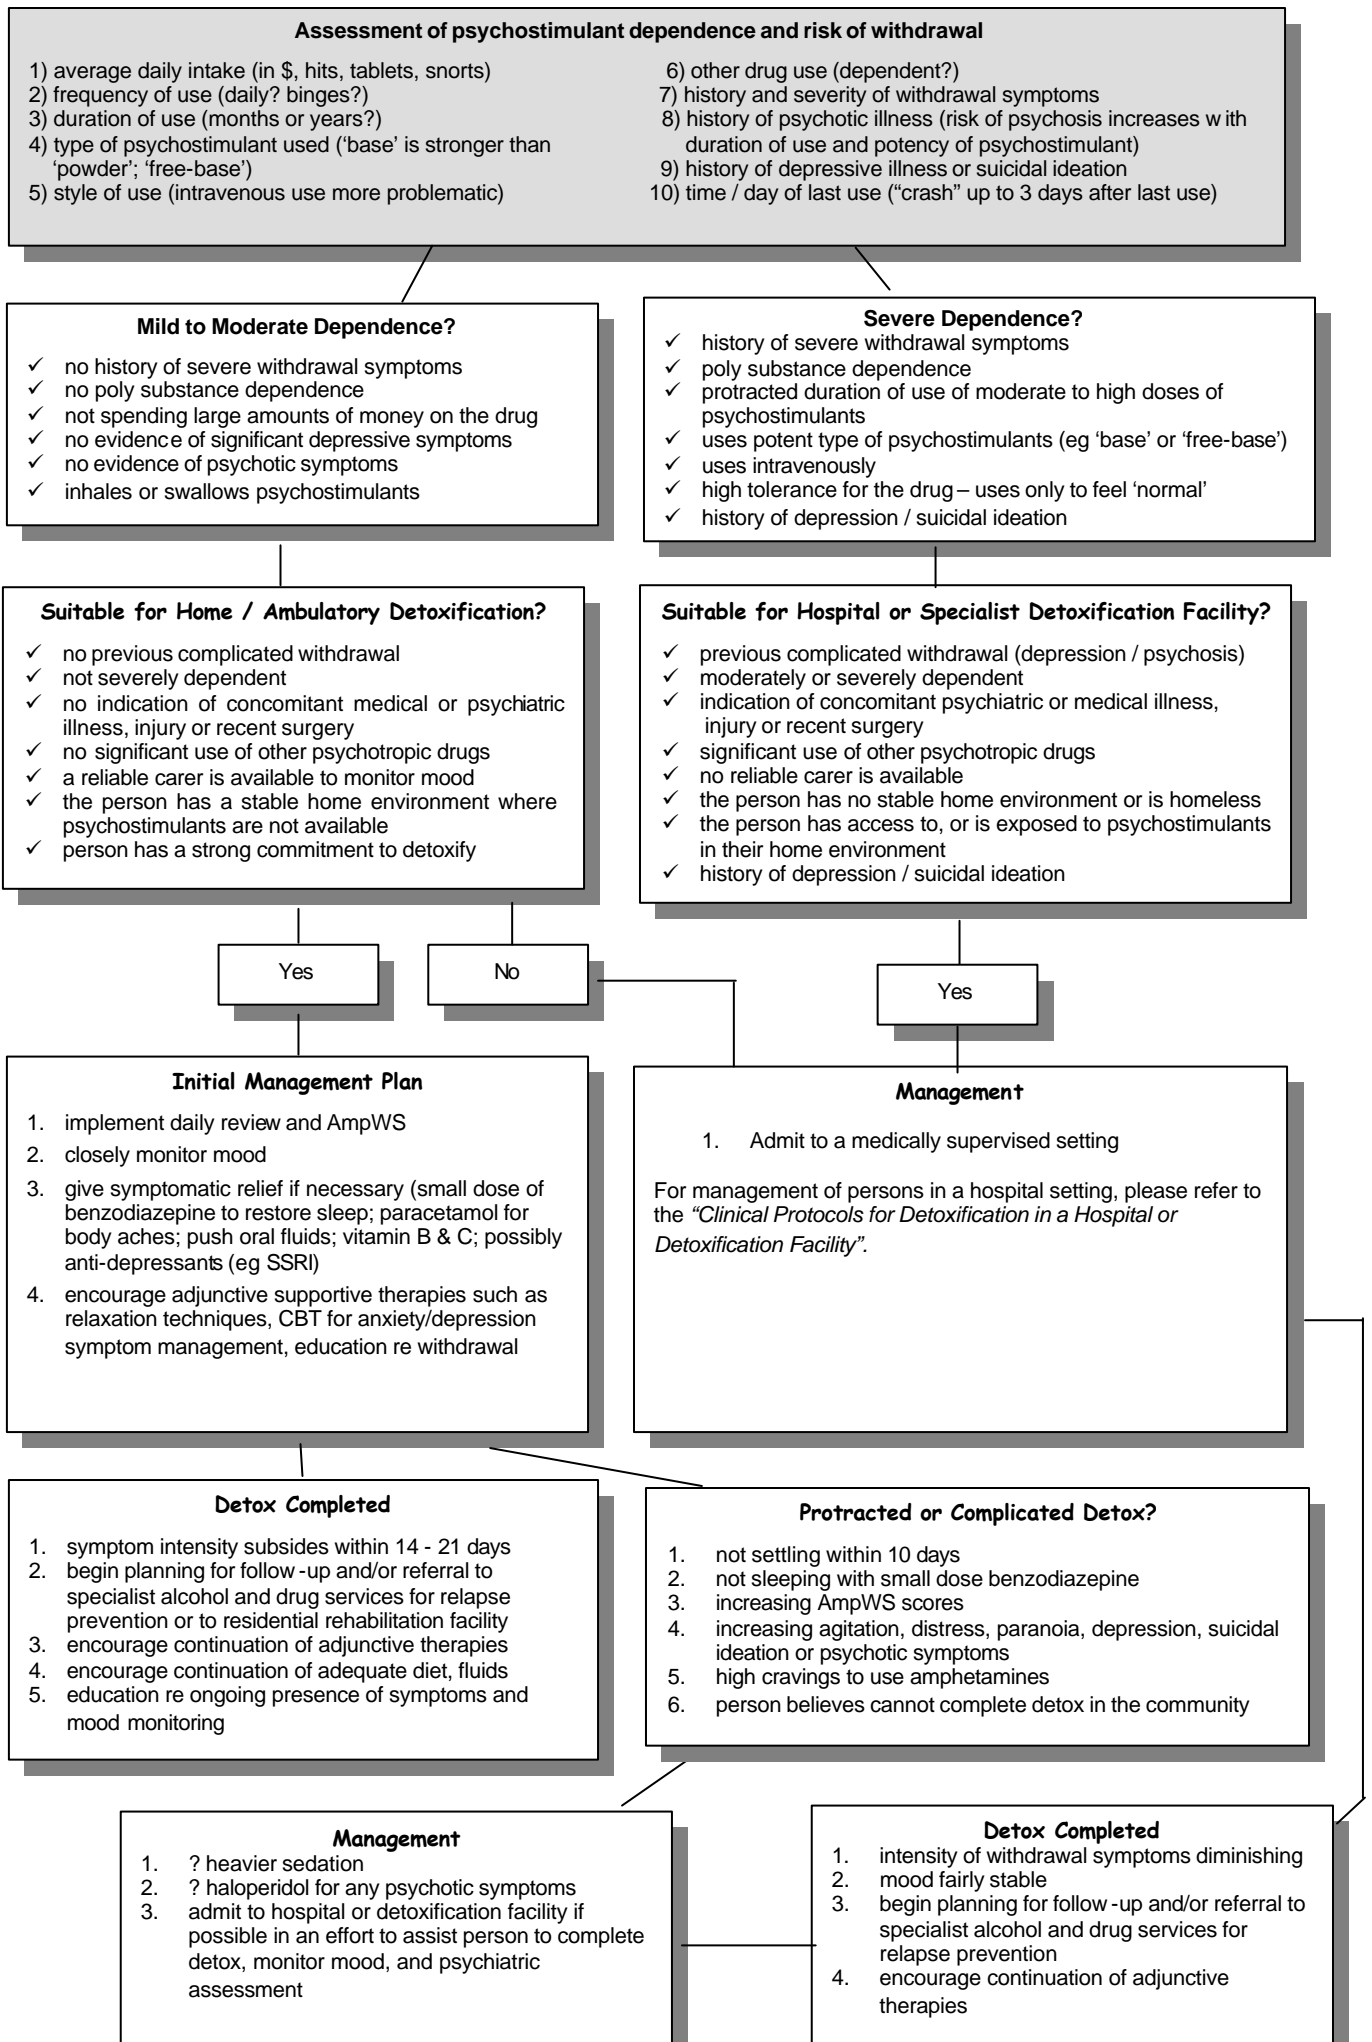 Assessment of psychostimulant dependence and risk of withdrawal
1) average daily intake (in $, hits, tablets, snorts)
2) frequency of use (daily? binges?)
3) duration of use (months or years?)
4) type of psychostimulant used (‘base’ is stronger than
‘powder’; ‘free-base’)
5) style of use (intravenous use more problematic)
6) other drug use (dependent?)
7) history and severity of withdrawal symptoms
8) history of psychotic illness (risk of psychosis increases with
duration of use and potency of psychostimulant)
9) history of depressive illness or suicidal ideation
10) time / day of last use (“crash” up to 3 days after last use)
Mild to Moderate Dependence?
✓ no history of severe withdrawal symptoms
✓ no poly substance dependence
✓ not spending large amounts of money on the drug
✓ no evidence of significant depressive symptoms
✓ no evidence of psychotic symptoms
✓ inhales or swallows psychostimulants
Severe Dependence?
✓ history of severe withdrawal symptoms
✓ poly substance dependence
✓ protracted duration of use of moderate to high doses of
psychostimulants
✓ uses potent type of psychostimulants (eg ‘base’ or ‘free-base’)
✓ uses intravenously
✓ high tolerance for the drug – uses only to feel ‘normal’
✓ history of depression / suicidal ideation
Suitable for Home / Ambulatory Detoxification?
✓ no previous complicated withdrawal
✓ not severely dependent
✓ no indication of concomitant medical or psychiatric
illness, injury or recent surgery
✓ no significant use of other psychotropic drugs
✓ a reliable carer is available to monitor mood
✓ the person has a stable home environment where
psychostimulants are not available
✓ person has a strong commitment to detoxify
Suitable for Hospital or Specialist Detoxification Facility?
✓ previous complicated withdrawal (depression / psychosis)
✓ moderately or severely dependent
✓ indication of concomitant psychiatric or medical illness,
injury or recent surgery
✓ significant use of other psychotropic drugs
✓ no reliable carer is available
✓ the person has no stable home environment or is homeless
✓ the person has access to, or is exposed to psychostimulants
in their home environment
✓ history of depression / suicidal ideation
Yes
No
Yes
Initial Management Plan
1. implement daily review and AmpWS
2. closely monitor mood
3. give symptomatic relief if necessary (small dose of
benzodiazepine to restore sleep; paracetamol for
body aches; push oral fluids; vitamin B & C; possibly
anti-depressants (eg SSRI)
4. encourage adjunctive supportive therapies such as
relaxation techniques, CBT for anxiety/depression
symptom management, education re withdrawal
Management
1. Admit to a medically supervised setting
For management of persons in a hospital setting, please refer to
the “Clinical Protocols for Detoxification in a Hospital or
Detoxification Facility”.
Detox Completed
1. symptom intensity subsides within 14 - 21 days
2. begin planning for follow-up and/or referral to
specialist alcohol and drug services for relapse
prevention or to residential rehabilitation facility
3. encourage continuation of adjunctive therapies
4. encourage continuation of adequate diet, fluids
5. education re ongoing presence of symptoms and
mood monitoring
Protracted or Complicated Detox?
1. not settling within 10 days
2. not sleeping with small dose benzodiazepine
3. increasing AmpWS scores
4. increasing agitation, distress, paranoia, depression, suicidal
ideation or psychotic symptoms
5. high cravings to use amphetamines
6. person believes cannot complete detox in the community
Management
1. ? heavier sedation
2. ? haloperidol for any psychotic symptoms
3. admit to hospital or detoxification facility if
possible in an effort to assist person to complete
detox, monitor mood, and psychiatric
assessment
Detox Completed
1. intensity of withdrawal symptoms diminishing
2. mood fairly stable
3. begin planning for follow-up and/or referral to
specialist alcohol and drug services for
relapse prevention
4. encourage continuation of adjunctive
therapies